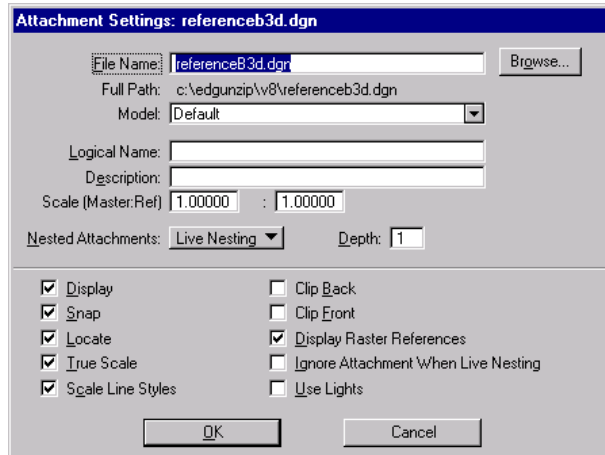 Attachment Settings: referenceb3d.dgn
File Name: referenceB3d.dgn Browse...
Full Path: c:\edgunzip\v8\referenceb3d.dgn
Model: Default
Logical Name:
Description:
Scale (Master:Ref) 1.00000 : 1.00000
Nested Attachments: Live Nesting Depth: 1
Display Clip Back
Snap Clip Front
Locate Display Raster References
True Scale Ignore Attachment When Live Nesting
Scale Line Styles Use Lights
OK Cancel